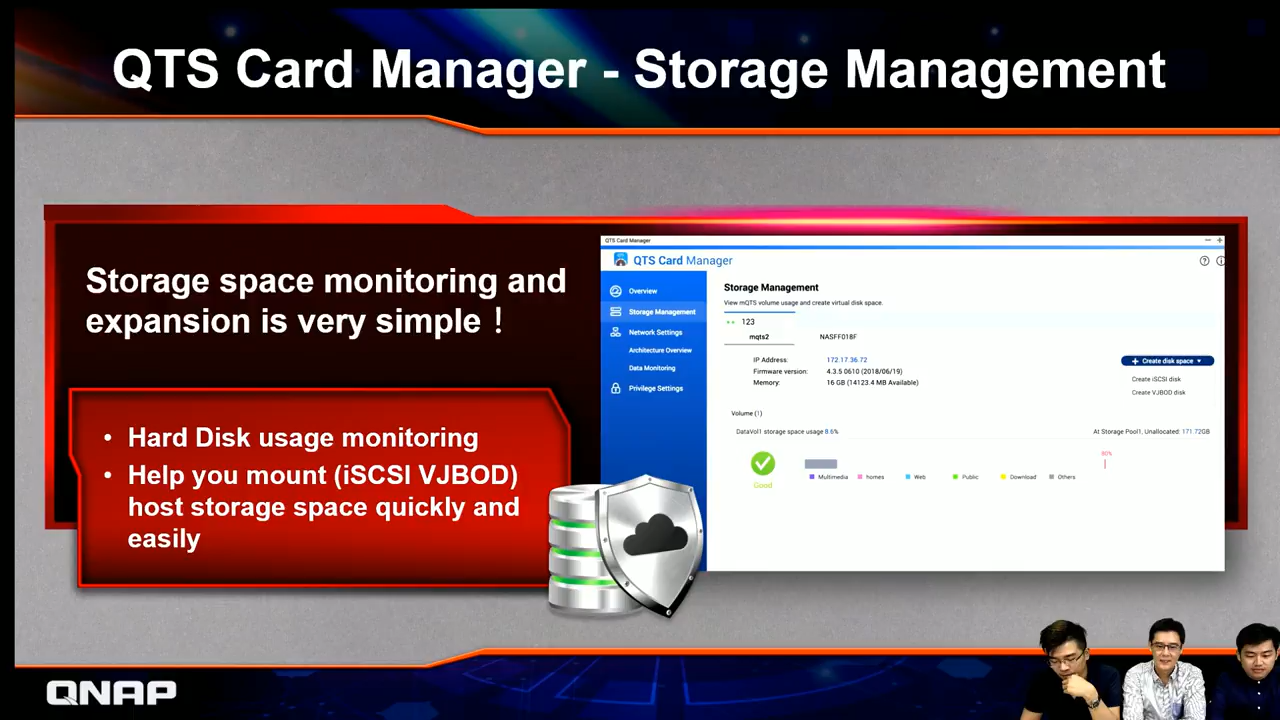 QTS Card Manager - Storage Management
Storage space monitoring and
expansion is very simple！
• Hard Disk usage monitoring
• Help you mount (iSCSI VJBOD)
host storage space quickly and
easily
QTS Card Manager
QTS Card Manager
Overview
Storage Management
Network Settings
Architecture Overview
Data Monitoring
Privilege Settings
Storage Management
View mQTS volume usage and create virtual disk space.
123
mqts2 NASFF018F
IP Address: 172.17.36.72
Firmware version: 4.3.5 0610 (2018/06/19)
Memory: 16 GB (14123.4 MB Available)
+ Create disk space
Create iSCSI disk
Create VJBOD disk
Volume (1)
DataVol1 storage space usage 8.6% At Storage Pool1, Unallocated: 171.72GB
80%
Good
Multimedia homes Web Public Download Others
QNAP